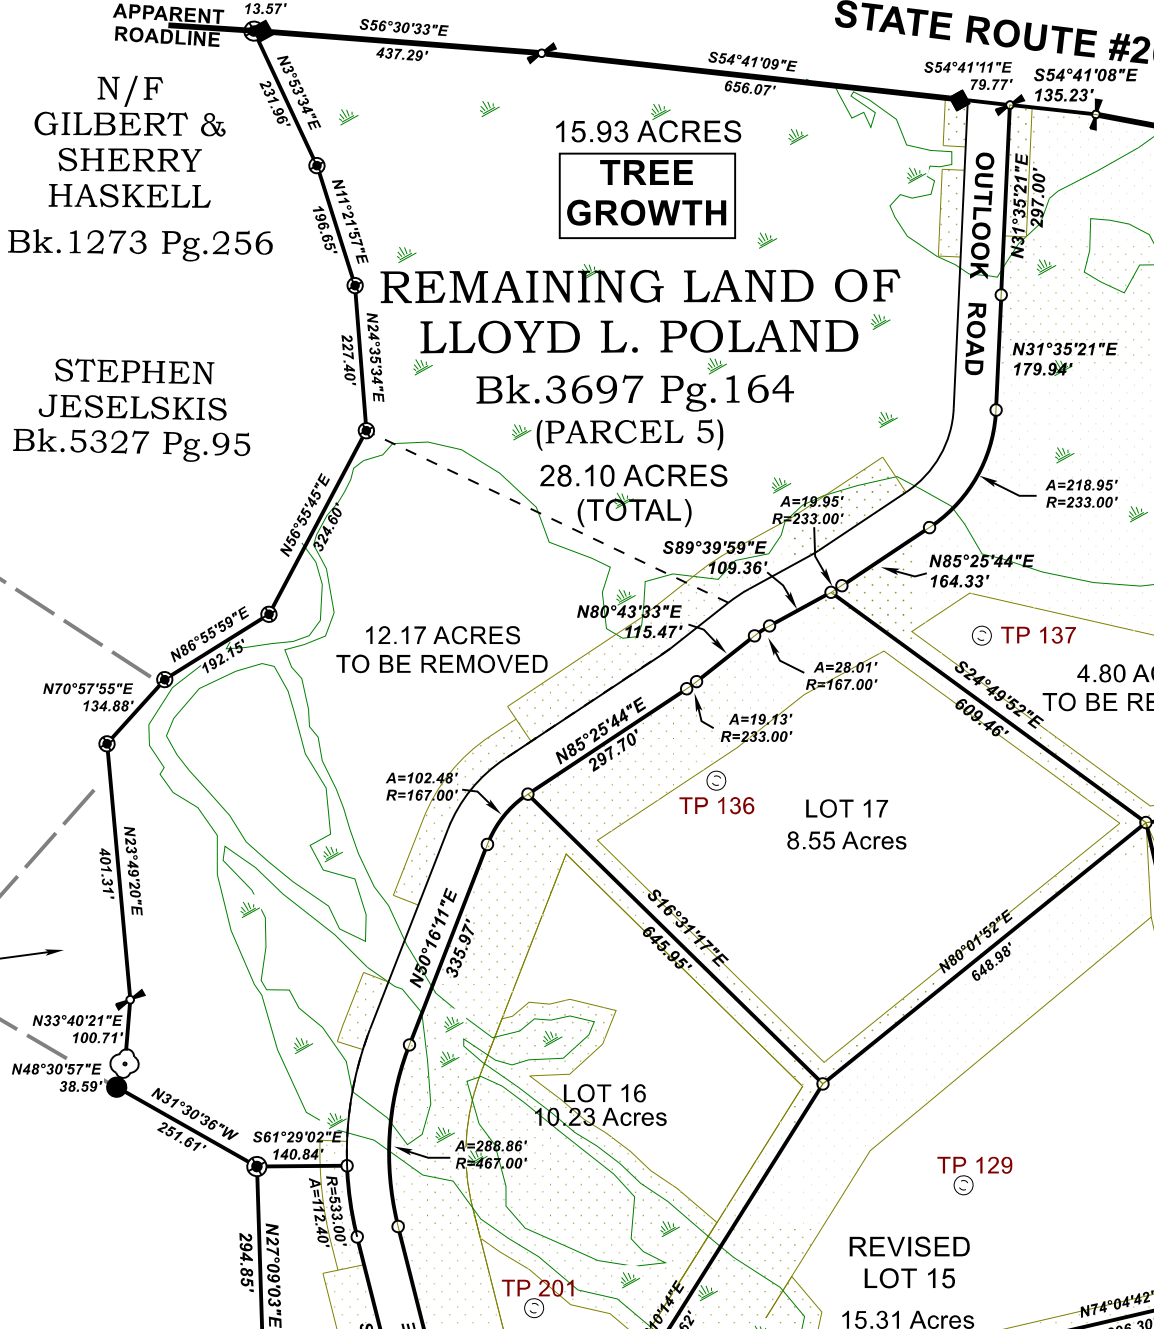 APPARENT
ROADLINE
13.57'
S56°30'33"E
437.29'
STATE ROUTE
S54°41'09"E
656.07'
S54°41'11"E
79.77'
S54°41'08"E
135.23'
N/F
GILBERT &
SHERRY
HASKELL
Bk.1273 Pg.256
N3°53'34"E
231.96'
15.93 ACRES
TREE
GROWTH
OUTLOOK ROAD
N31°35'21"E
297.00'
N11°21'57"E
196.65'
REMAINING LAND OF
LLOYD L. POLAND
Bk.3697 Pg.164
(PARCEL 5)
28.10 ACRES
(TOTAL)
N24°35'34"E
227.40'
N31°35'21"E
179.94'
STEPHEN
JESELSKIS
Bk.5327 Pg.95
N56°55'45"E
324.60'
A=19.95'
R=233.00'
A=218.95'
R=233.00'
S89°39'59"E
109.36'
N85°25'44"E
164.33'
N80°43'33"E
115.47'
N86°55'59"E
192.15'
12.17 ACRES
TO BE REMOVED
TP 137
A=28.01'
R=167.00'
S24°49'52"E
609.46'
4.80
TO BE
N70°57'55"E
134.88'
A=19.13'
R=233.00'
N85°25'44"E
297.70'
A=102.48'
R=167.00'
TP 136
LOT 17
8.55 Acres
N23°49'20"E
401.31'
N50°16'11"E
335.97'
S16°31'17"E
645.95'
N80°01'52"E
648.98'
N33°40'21"E
100.71'
N48°30'57"E
38.59'
N31°30'36"W
251.61'
S61°29'02"E
140.84'
LOT 16
10.23 Acres
A=288.86'
R=467.00'
R=533.00'
A=112.40'
TP 129
N27°09'03"E
294.85'
REVISED
LOT 15
15.31 Acres
TP 201
N74°04'42"